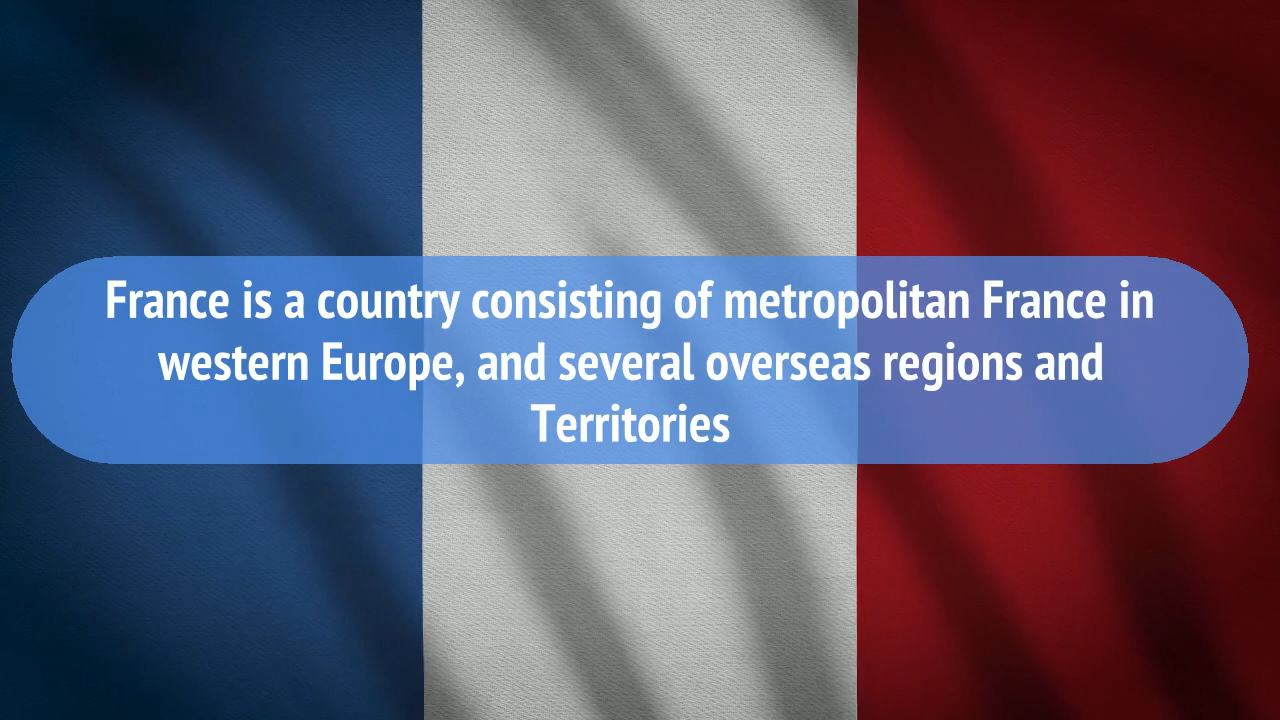 France is a country consisting of metropolitan France in
western Europe, and several overseas regions and
Territories